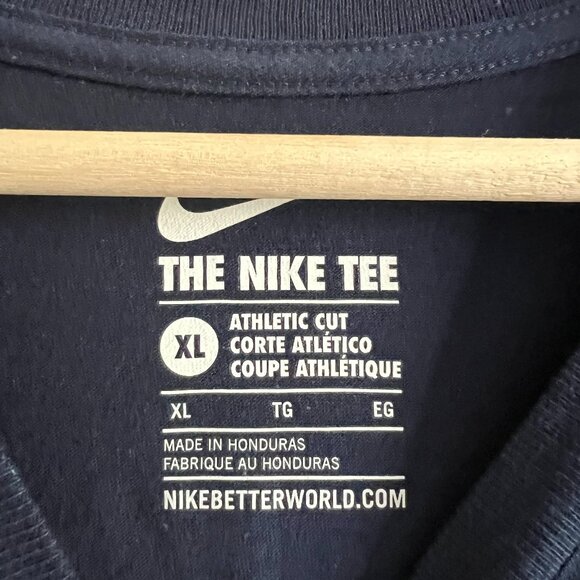 THE NIKE TEE
XL
ATHLETIC CUT
CORTE ATLÉTICO
COUPE ATHLÉTIQUE
XL TG EG
MADE IN HONDURAS
FABRIQUE AU HONDURAS
NIKEBETTERWORLD.COM